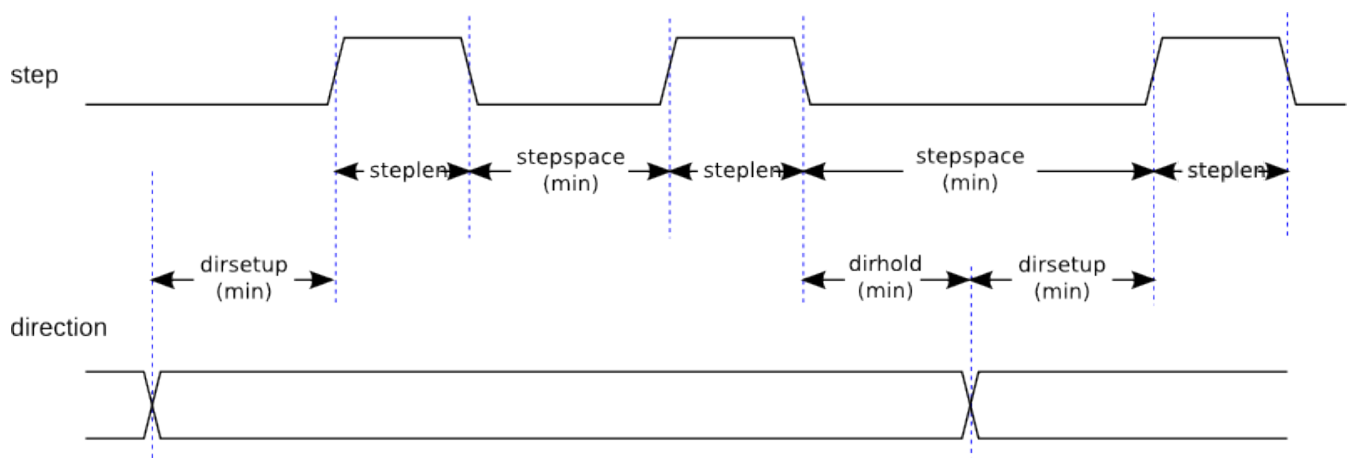 step
steplen
stepspace
(min)
steplen
stepspace
(min)
steplen
dirsetup
(min)
dirhold
(min)
dirsetup
(min)
direction